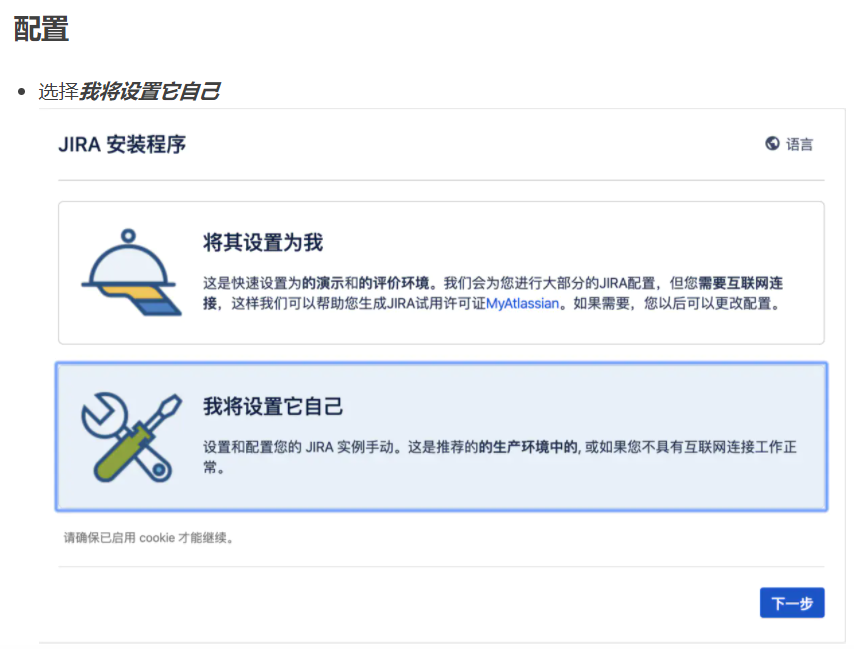 配置
选择我将设置它自己
JIRA 安装程序
语言
将其设置为我
这是快速设置为的演示和的评价环境。我们会为您进行大部分的JIRA配置，但您需要互联网连
接，这样我们可以帮助您生成JIRA试用许可证MyAtlassian。如果需要，您以后可以更改配置。
我将设置它自己
设置和配置您的 JIRA 实例手动。这是推荐的的生产环境中的, 或如果您不具有互联网连接工作正
常。
请确保已启用 cookie 才能继续。
下一步